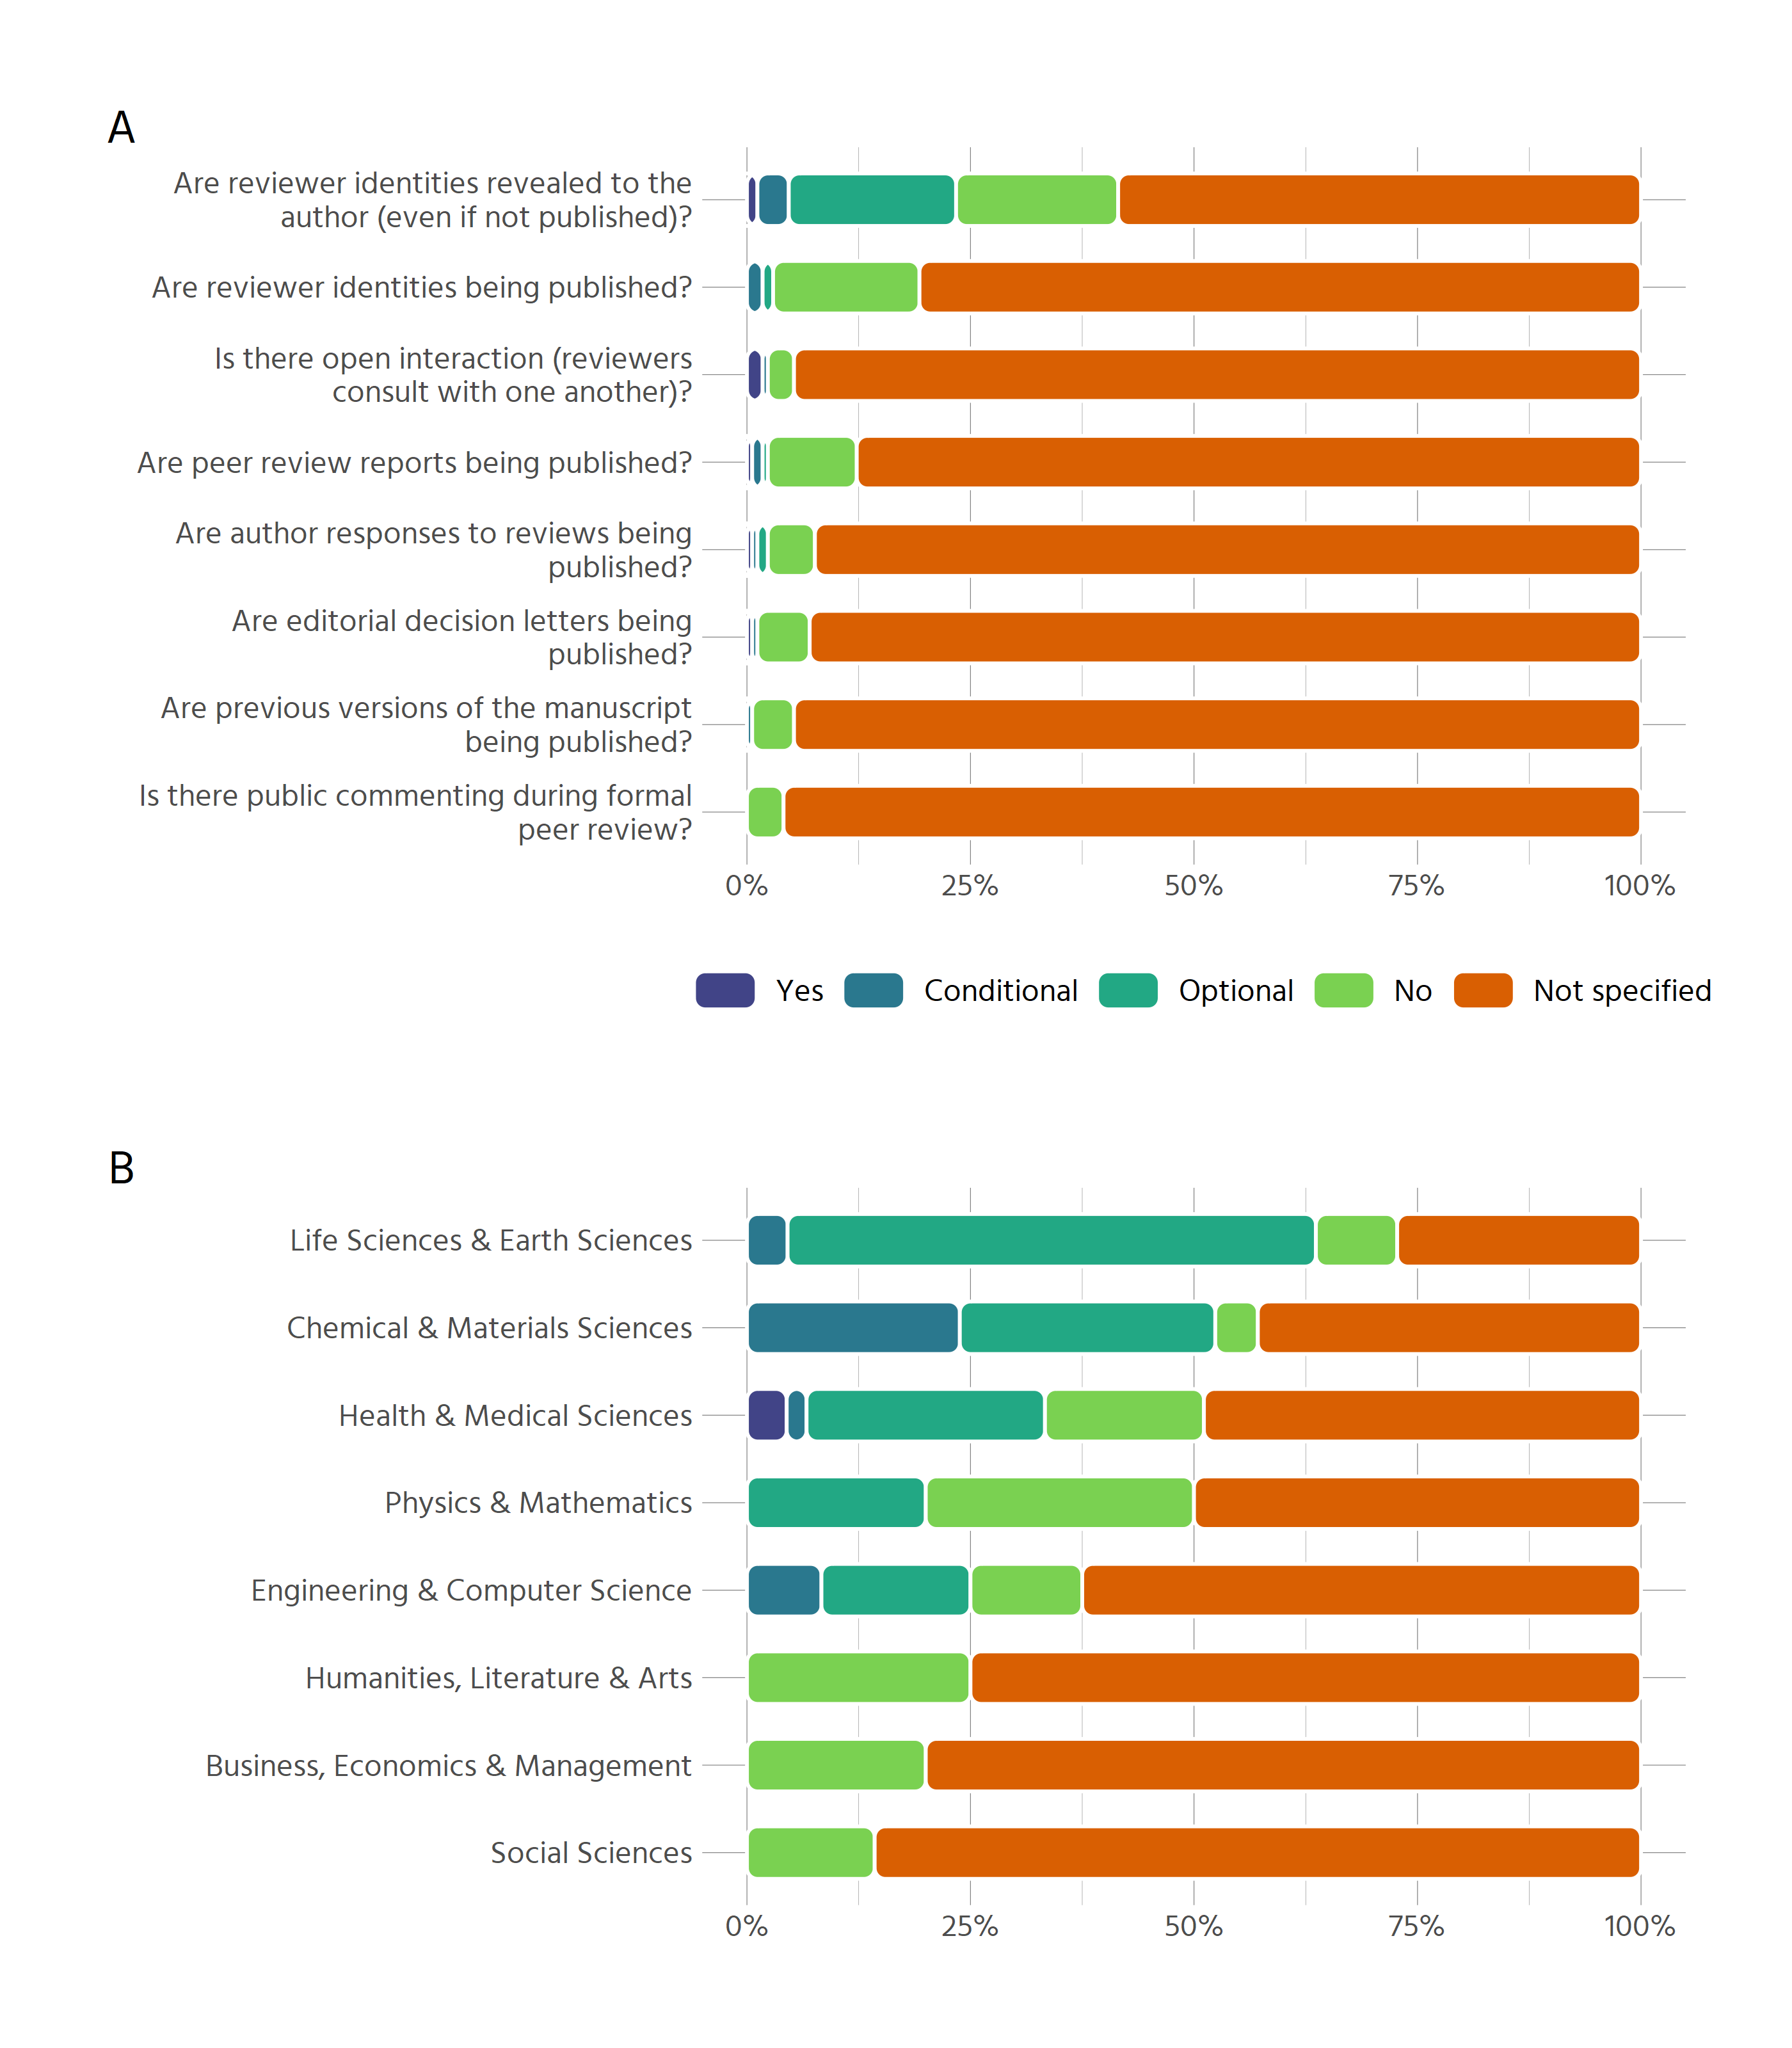 A
Are reviewer identities revealed to the
author (even if not published)?
Are reviewer identities being published?
Is there open interaction (reviewers
consult with one another)?
Are peer review reports being published?
Are author responses to reviews being
published?
Are editorial decision letters being
published?
Are previous versions of the manuscript
being published?
Is there public commenting during formal
peer review?
0% 25% 50% 75% 100%
Yes Conditional Optional No Not specified
B
Life Sciences & Earth Sciences
Chemical & Materials Sciences
Health & Medical Sciences
Physics & Mathematics
Engineering & Computer Science
Humanities, Literature & Arts
Business, Economics & Management
Social Sciences
0% 25% 50% 75% 100%